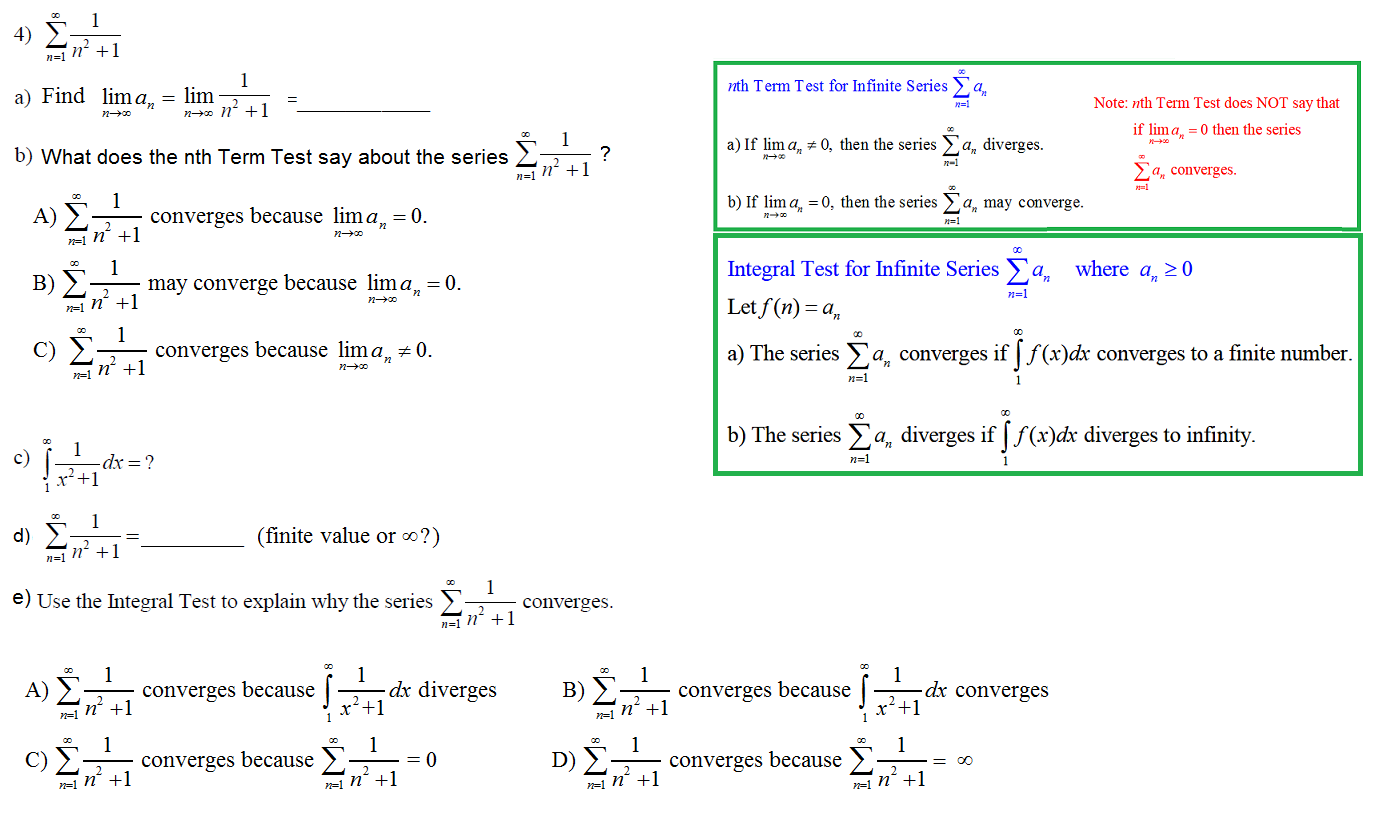 4) $\sum_{n=1}^{\infty} \frac{1}{n^2+1}$
a) Find $\lim_{n\to\infty} a_n = \lim_{n\to\infty} \frac{1}{n^2+1}$ =____________
b) What does the nth Term Test say about the series $\sum_{n=1}^{\infty} \frac{1}{n^2+1}$ ?
A) $\sum_{n=1}^{\infty} \frac{1}{n^2+1}$ converges because $\lim_{n\to\infty} a_n = 0.$
B) $\sum_{n=1}^{\infty} \frac{1}{n^2+1}$ may converge because $\lim_{n\to\infty} a_n = 0.$
C) $\sum_{n=1}^{\infty} \frac{1}{n^2+1}$ converges because $\lim_{n\to\infty} a_n \neq 0.$
c) $\int_{1}^{\infty} \frac{1}{x^2+1} dx = ?$
d) $\sum_{n=1}^{\infty} \frac{1}{n^2+1}$ =_________ (finite value or ∞?)
e) Use the Integral Test to explain why the series $\sum_{n=1}^{\infty} \frac{1}{n^2+1}$ converges.
A) $\sum_{n=1}^{\infty} \frac{1}{n^2+1}$ converges because $\int_{1}^{\infty} \frac{1}{x^2+1} dx$ diverges
B) $\sum_{n=1}^{\infty} \frac{1}{n^2+1}$ converges because $\int_{1}^{\infty} \frac{1}{x^2+1} dx$ converges
C) $\sum_{n=1}^{\infty} \frac{1}{n^2+1}$ converges because $\sum_{n=1}^{\infty} \frac{1}{n^2+1} = 0$
D) $\sum_{n=1}^{\infty} \frac{1}{n^2+1}$ converges because $\sum_{n=1}^{\infty} \frac{1}{n^2+1} = \infty$
nth Term Test for Infinite Series $\sum_{n=1}^{\infty} a_n$
a) If $\lim_{n\to\infty} a_n \neq 0,$ then the series $\sum_{n=1}^{\infty} a_n$ diverges.
b) If $\lim_{n\to\infty} a_n = 0,$ then the series $\sum_{n=1}^{\infty} a_n$ may converge.
Note: nth Term Test does NOT say that
if $\lim_{n\to\infty} a_n = 0$ then the series
$\sum_{n=1}^{\infty} a_n$ converges.
Integral Test for Infinite Series $\sum_{n=1}^{\infty} a_n$ where $a_n \geq 0$
Let $f(n) = a_n$
a) The series $\sum_{n=1}^{\infty} a_n$ converges if $\int_{1}^{\infty} f(x)dx$ converges to a finite number.
b) The series $\sum_{n=1}^{\infty} a_n$ diverges if $\int_{1}^{\infty} f(x)dx$ diverges to infinity.